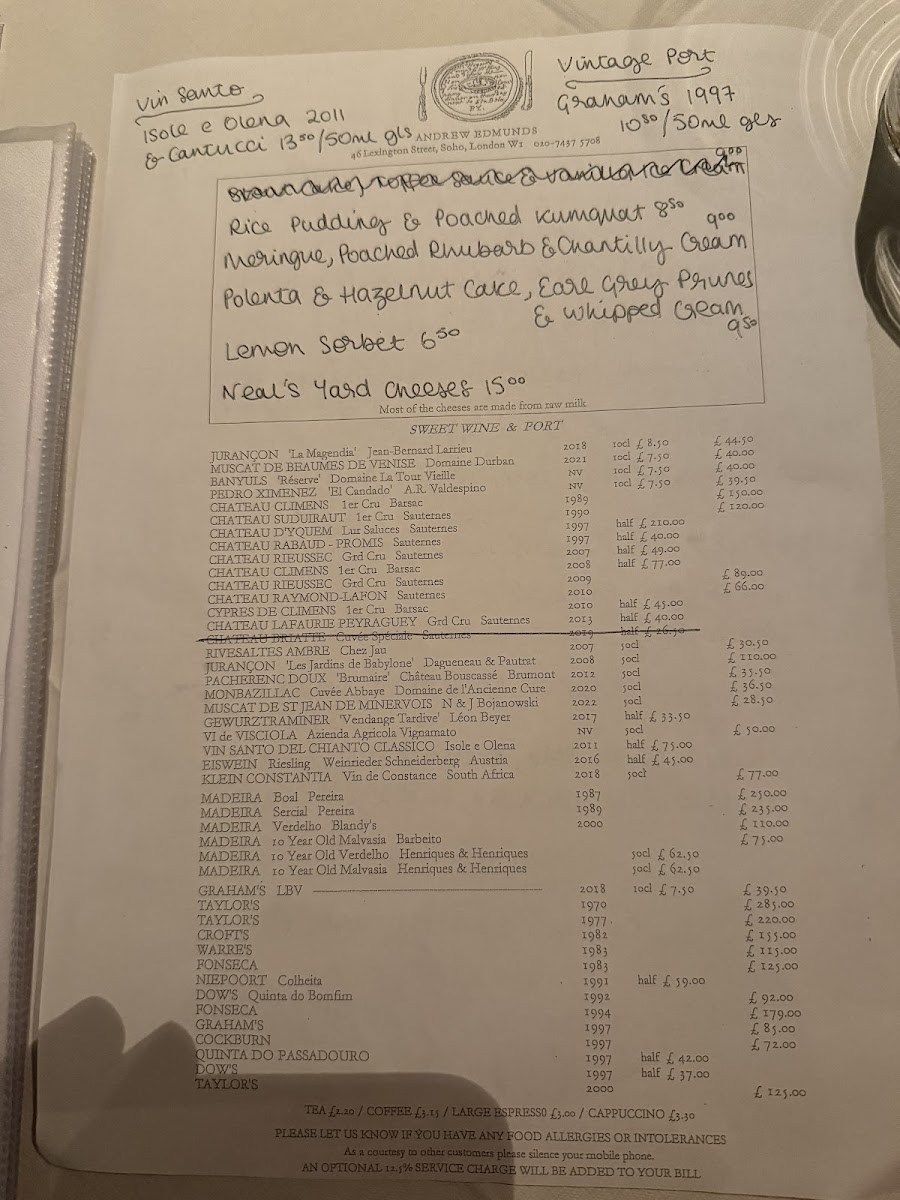 Vin Santo
Isole e Olena 2011
& Cantucci 13⁵⁰/50ml gls
Vintage Port
Graham's 1997
10⁵⁰/50ml gls
ANDREW EDMUNDS
46 Lexington Street, Soho, London W1 020-7437 5708
9⁰⁰
Rice Pudding & Poached Kumquat 8⁵⁰
Meringue, Poached Rhubarb & Chantilly Cream 9⁰⁰
Polenta & Hazelnut Cake, Earl Grey Prunes
& Whipped Cream
9⁵⁰
Lemon Sorbet 6⁵⁰
Neal's Yard Cheeses 15⁰⁰
Most of the cheeses are made from raw milk
SWEET WINE & PORT
JURANÇON 'La Magendia' Jean-Bernard Larrieu 2018 10cl £ 8.50 £ 44.50
MUSCAT DE BEAUMES DE VENISE Domaine Durban 2021 10cl £ 7.50 £ 40.00
BANYULS 'Réserve' Domaine La Tour Vieille NV 10cl £ 7.50 £ 40.00
PEDRO XIMENEZ 'El Candado' A.R. Valdespino NV 10cl £ 7.50 £ 39.50
CHATEAU CLIMENS 1er Cru Barsac 1989 £ 150.00
CHATEAU SUDUIRAUT 1er Cru Sauternes 1990 £ 120.00
CHATEAU D'YQUEM Lur Saluces Sauternes 1997 half £ 210.00
CHATEAU RABAUD - PROMIS Sauternes 1997 half £ 40.00
CHATEAU RIEUSSEC Grd Cru Sauternes 2007 half £ 49.00
CHATEAU CLIMENS 1er Cru Barsac 2008 half £ 77.00
CHATEAU RIEUSSEC Grd Cru Sauternes 2009 £ 89.00
CHATEAU RAYMOND-LAFON Sauternes 2010 £ 66.00
CYPRES DE CLIMENS 1er Cru Barsac 2010 half £ 45.00
CHATEAU LAFAURIE PEYRAGUEY Grd Cru Sauternes 2013 half £ 40.00
CHATEAU BRIATTE Cuvée Spéciale Sauternes 2019 half £ 26.50
RIVESALTES AMBRE Chez Jau 2007 50cl £ 30.50
JURANÇON 'Les Jardins de Babylone' Dagueneau & Pautrat 2008 50cl £ 110.00
PACHERENC DOUX 'Brumaire' Château Bouscassé Brumont 2012 50cl £ 35.50
MONBAZILLAC Cuvée Abbaye Domaine de l'Ancienne Cure 2020 50cl £ 36.50
MUSCAT DE ST JEAN DE MINERVOIS N & J Bojanowski 2022 50cl £ 28.50
GEWURZTRAMINER 'Vendange Tardive' Léon Beyer 2017 half £ 33.50
VI de VISCIOLA Azienda Agricola Vignamato NV 50cl £ 50.00
VIN SANTO DEL CHIANTO CLASSICO Isole e Olena 2011 half £ 75.00
EISWEIN Riesling Weinrieder Schneiderberg Austria 2016 half £ 45.00
KLEIN CONSTANTIA Vin de Constance South Africa 2018 50cl £ 77.00
MADEIRA Boal Pereira 1987 £ 250.00
MADEIRA Sercial Pereira 1989 £ 235.00
MADEIRA Verdelho Blandy's 2000 £ 110.00
MADEIRA 10 Year Old Malvasia Barbeito £ 75.00
MADEIRA 10 Year Old Verdelho Henriques & Henriques 50cl £ 62.50
MADEIRA 10 Year Old Malvasia Henriques & Henriques 50cl £ 62.50
GRAHAM'S LBV 2018 10cl £ 7.50 £ 39.50
TAYLOR'S 1970 £ 285.00
TAYLOR'S 1977 £ 220.00
CROFT'S 1982 £ 155.00
WARRE'S 1983 £ 115.00
FONSECA 1983 £ 125.00
NIEPOORT Colheita 1991 half £ 59.00
DOW'S Quinta do Bomfim 1992 £ 92.00
FONSECA 1994 £ 179.00
GRAHAM'S 1997 £ 85.00
COCKBURN 1997 £ 72.00
QUINTA DO PASSADOURO 1997 half £ 42.00
DOW'S 1997 half £ 37.00
TAYLOR'S 2000 £ 125.00
TEA £2.20 / COFFEE £3.15 / LARGE ESPRESSO £3.00 / CAPPUCCINO £3.30
PLEASE LET US KNOW IF YOU HAVE ANY FOOD ALLERGIES OR INTOLERANCES
As a courtesy to other customers please silence your mobile phone.
AN OPTIONAL 12.5% SERVICE CHARGE WILL BE ADDED TO YOUR BILL